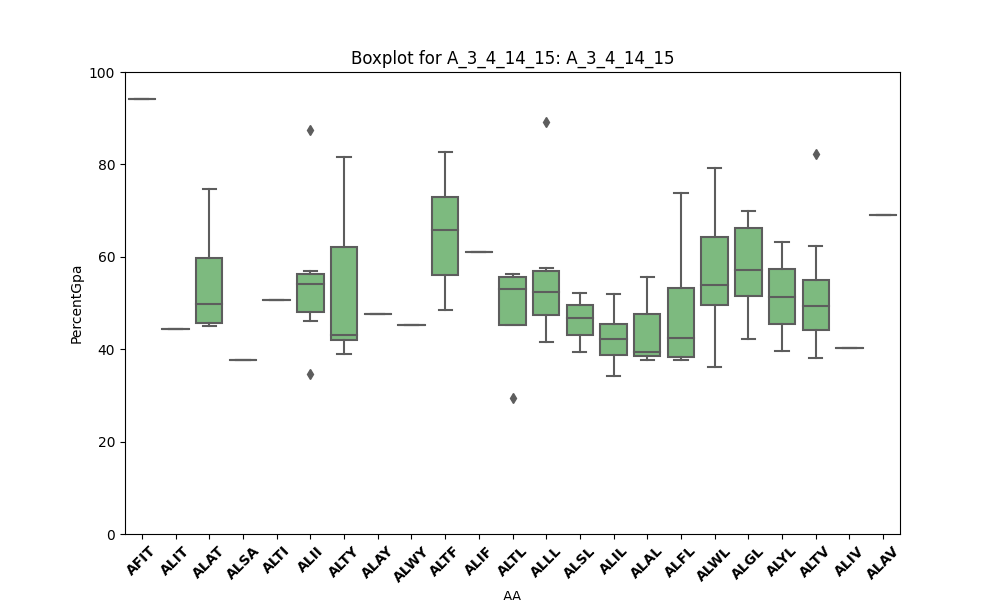 Boxplot for A_3_4_14_15: A_3_4_14_15
100
80
60
40
20
0
PercentGpa
AFIT ALIT ALAT ALSA ALTI ALII ALTY ALAY ALWY ALTF ALIF ALTL ALLL ALSL ALIL ALAL ALFL ALWL ALGL ALYL ALTV ALIV ALAV
AA